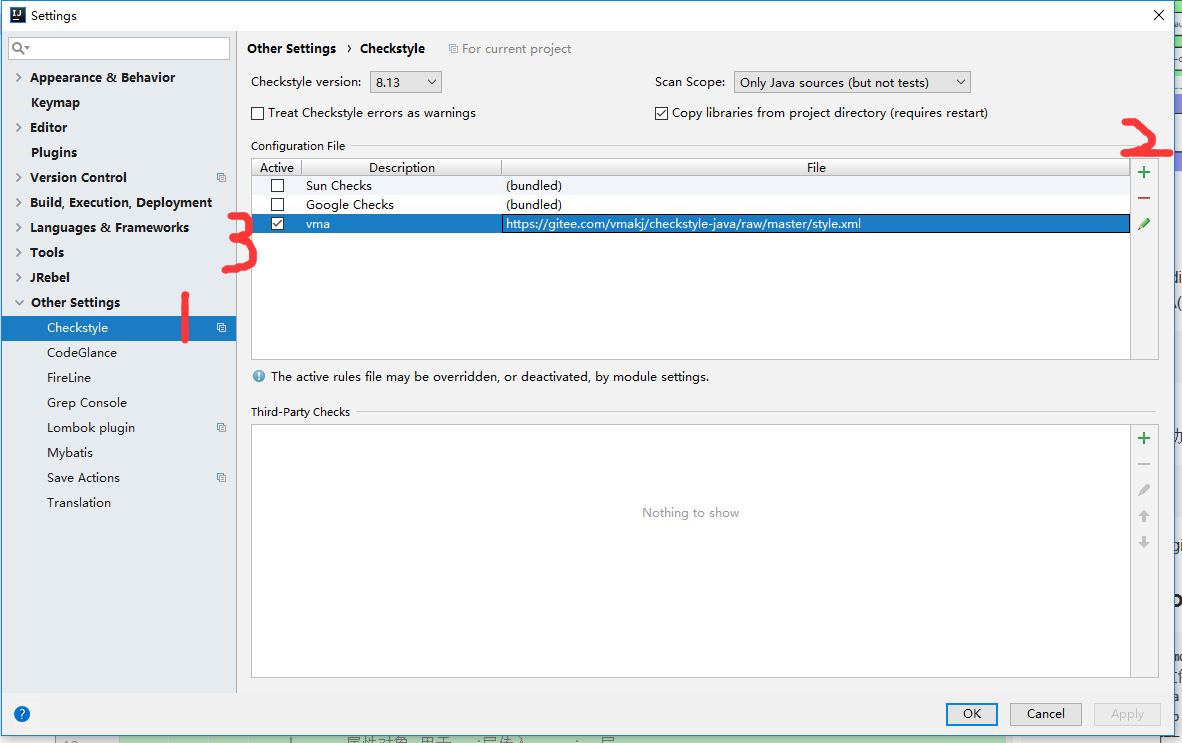 Settings
Other Settings › Checkstyle For current project
Appearance & Behavior
Keymap
Editor
Plugins
Version Control
Build, Execution, Deployment
Languages & Frameworks
Tools
JRebel
Other Settings
Checkstyle
CodeGlance
FireLine
Grep Console
Lombok plugin
Mybatis
Save Actions
Translation
1
2
3
Checkstyle version: 8.13 Scan Scope: Only Java sources (but not tests)
Treat Checkstyle errors as warnings Copy libraries from project directory (requires restart)
Configuration File
Active Description File
Sun Checks (bundled)
Google Checks (bundled)
vma https://gitee.com/vmakj/checkstyle-java/raw/master/style.xml
The active rules file may be overridden, or deactivated, by module settings.
Third-Party Checks
Nothing to show
? OK Cancel Apply